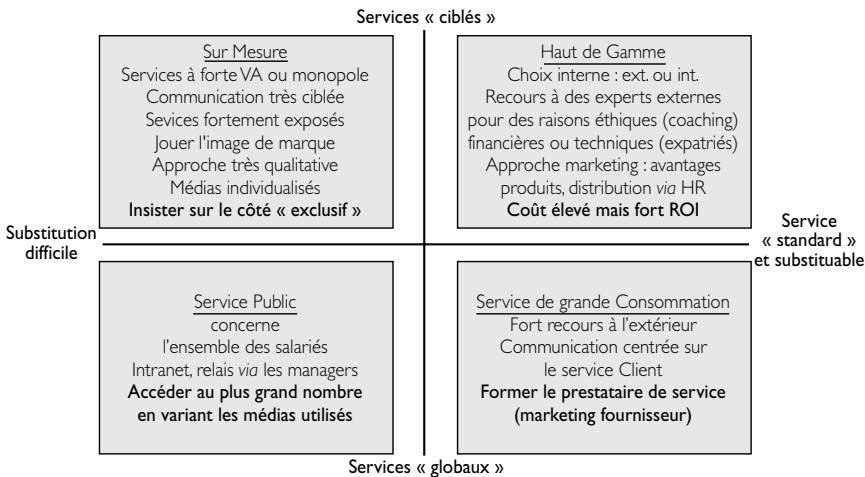 Services « ciblés »
Sur Mesure
Services à forte VA ou monopole
Communication très ciblée
Sevices fortement exposés
Jouer l'image de marque
Approche très qualitative
Médias individualisés
Insister sur le côté « exclusif »
Haut de Gamme
Choix interne : ext. ou int.
Recours à des experts externes
pour des raisons éthiques (coaching)
financières ou techniques (expatriés)
Approche marketing : avantages
produits, distribution via HR
Coût élevé mais fort ROI
Substitution
difficile
Service
« standard »
et substituable
Service Public
concerne
l'ensemble des salariés
Intranet, relais via les managers
Accéder au plus grand nombre
en variant les médias utilisés
Service de grande Consommation
Fort recours à l'extérieur
Communication centrée sur
le service Client
Former le prestataire de service
(marketing fournisseur)
Services « globaux »